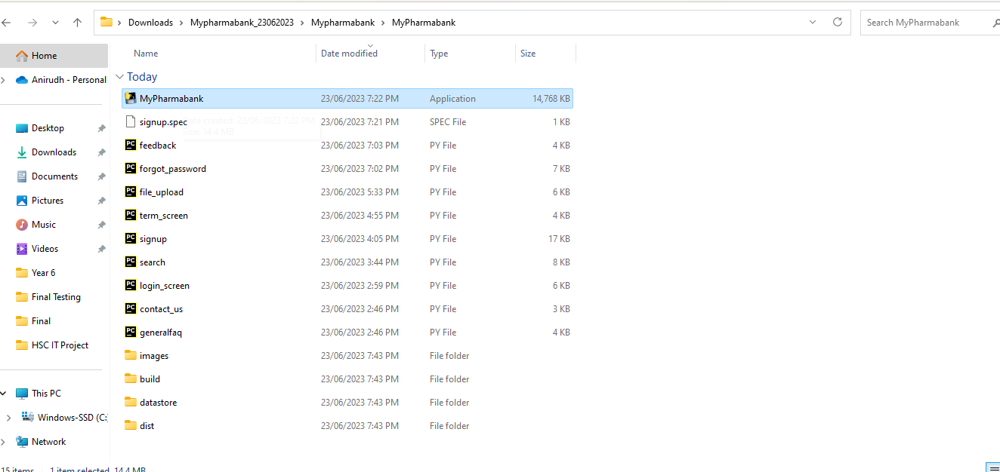 Downloads > Mypharmabank_23062023 > Mypharmabank > MyPharmabank
Search MyPharmabank
Name Date modified Type Size
Home
Anirudh - Personal
Desktop
Downloads
Documents
Pictures
Music
Videos
Year 6
Final Testing
Final
HSC IT Project
This PC
Windows-SSD (C:)
Network
Today
MyPharmabank 23/06/2023 7:22 PM Application 14,768 KB
Date created: 23/06/2023 7:22 PM
Size: 14.4 MB
signup.spec 23/06/2023 7:21 PM SPEC File 1 KB
PC feedback 23/06/2023 7:03 PM PY File 4 KB
PC forgot_password 23/06/2023 7:02 PM PY File 7 KB
PC file_upload 23/06/2023 5:33 PM PY File 6 KB
PC term_screen 23/06/2023 4:55 PM PY File 4 KB
PC signup 23/06/2023 4:05 PM PY File 17 KB
PC search 23/06/2023 3:44 PM PY File 8 KB
PC login_screen 23/06/2023 2:59 PM PY File 6 KB
PC contact_us 23/06/2023 2:46 PM PY File 3 KB
PC generalfaq 23/06/2023 2:46 PM PY File 4 KB
images 23/06/2023 7:43 PM File folder
build 23/06/2023 7:43 PM File folder
datastore 23/06/2023 7:43 PM File folder
dist 23/06/2023 7:43 PM File folder
15 items 1 item selected 14.4 MB